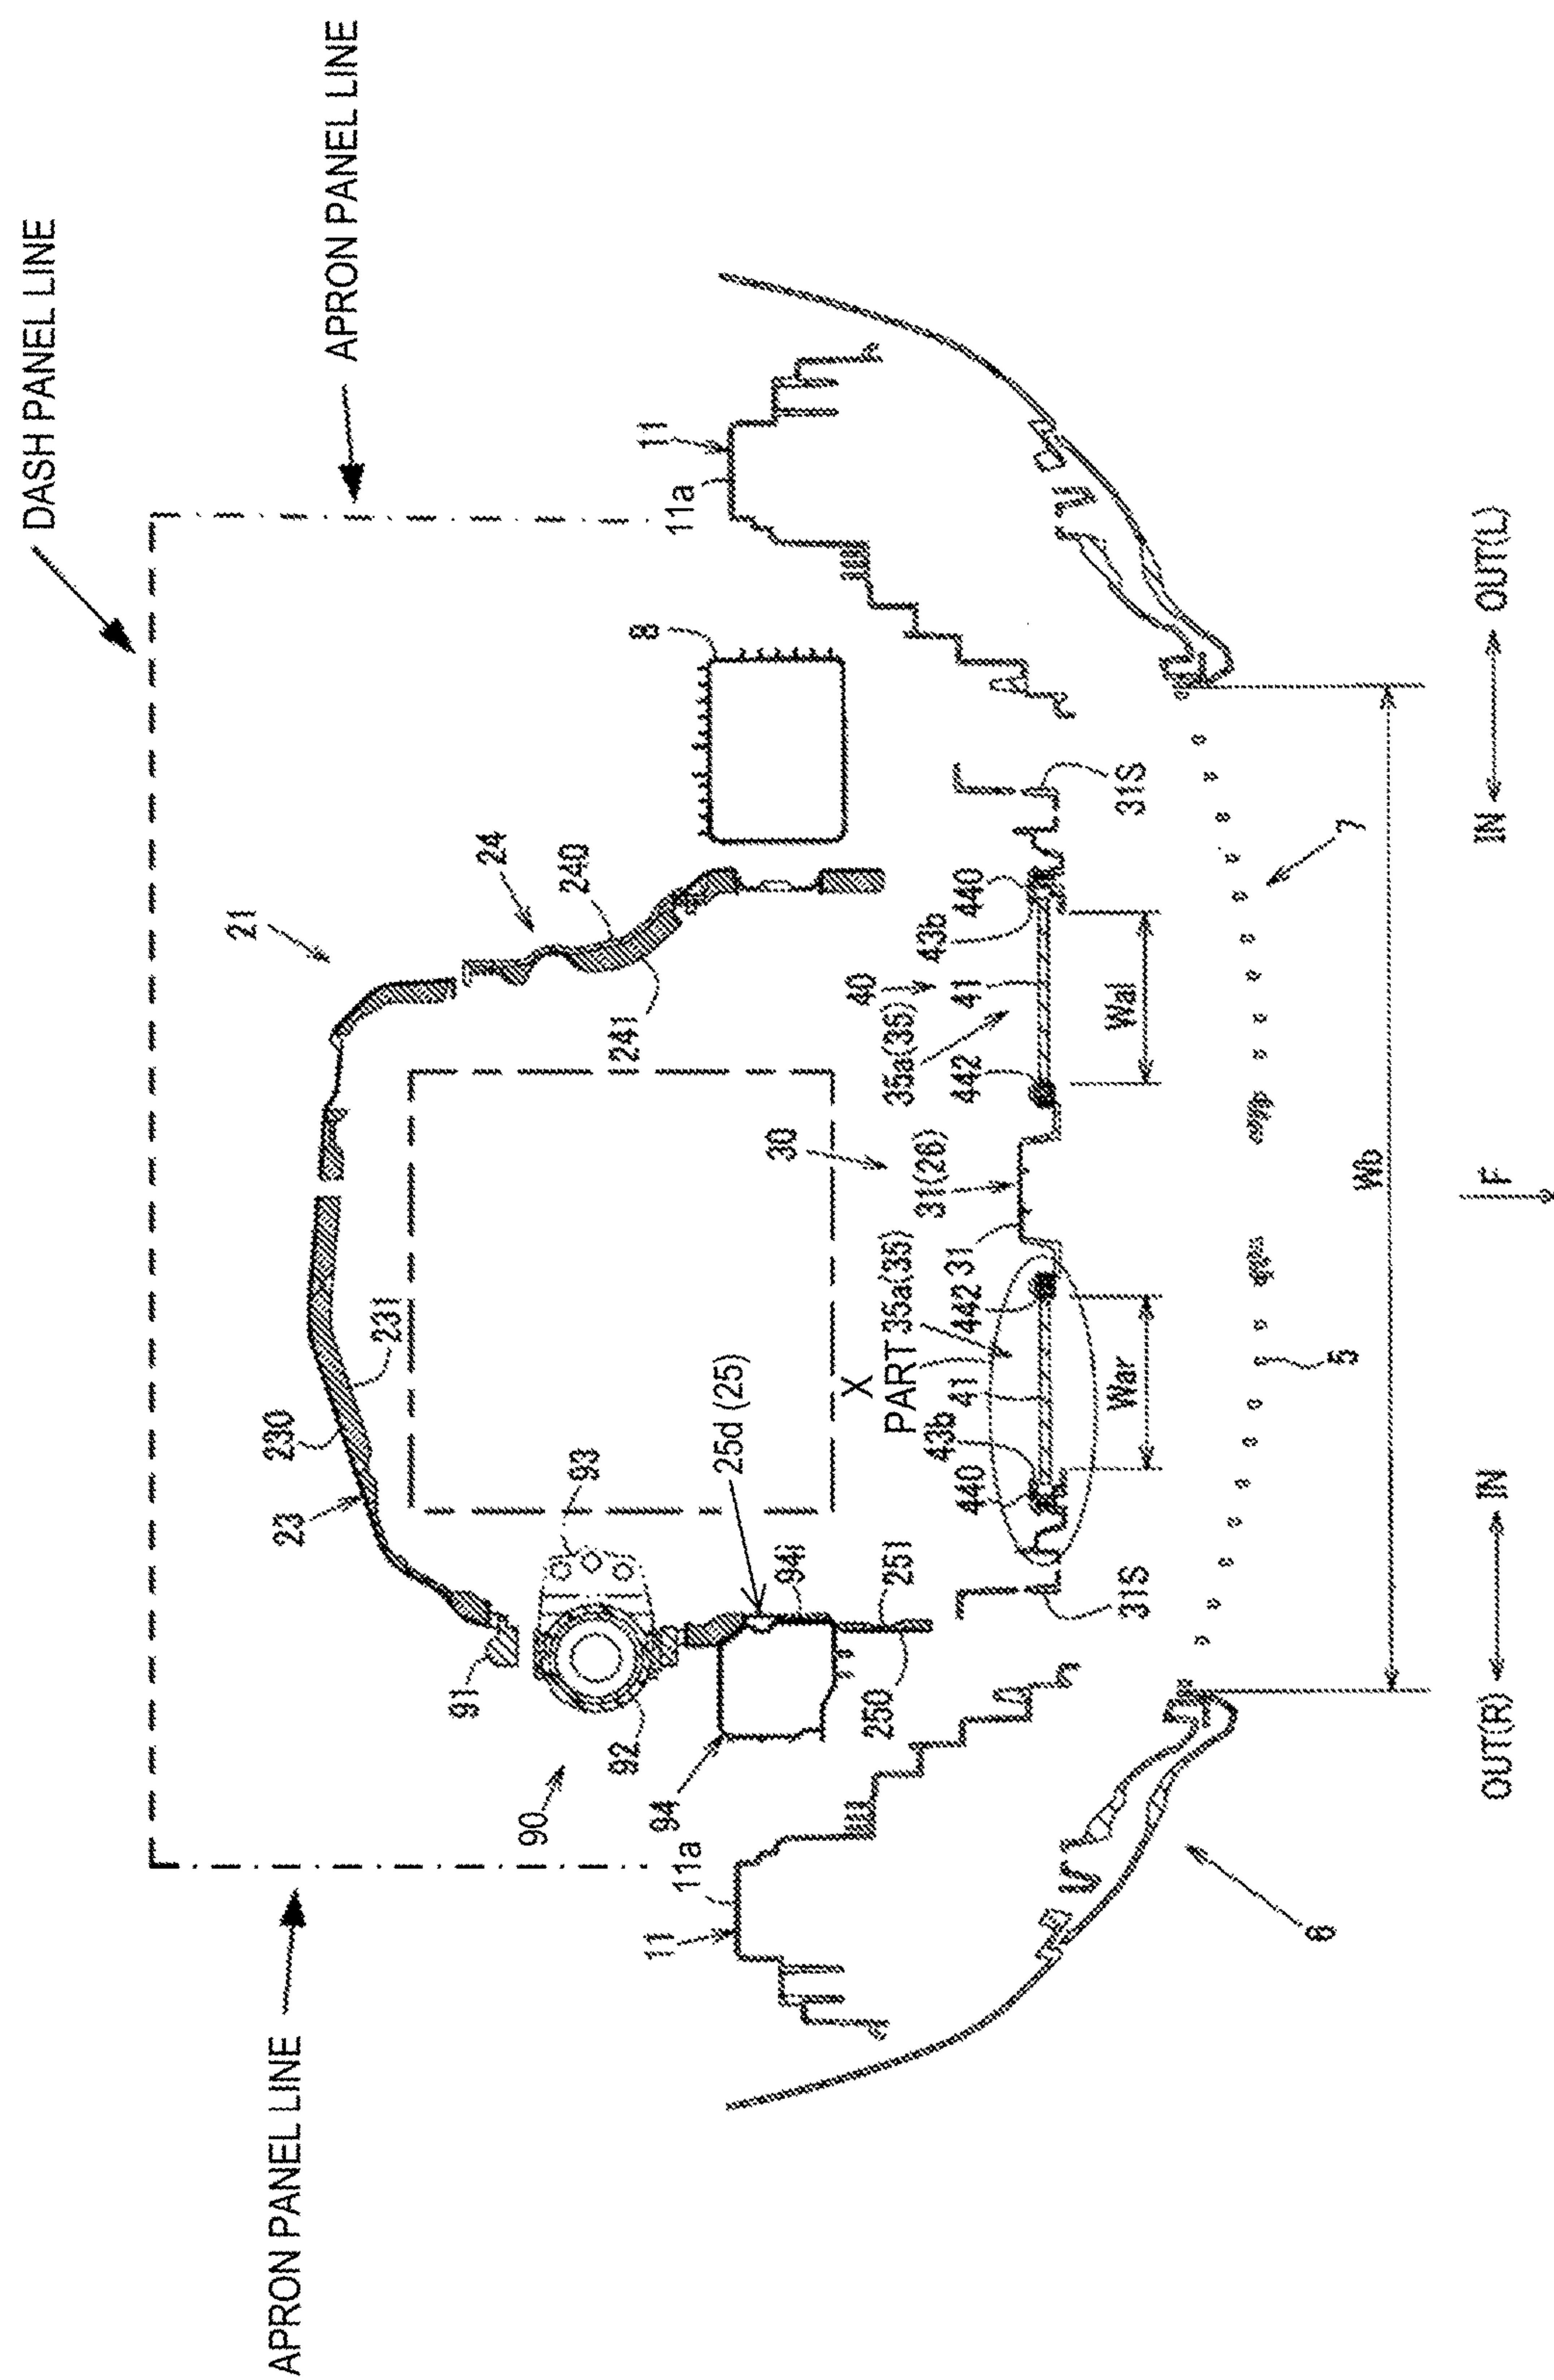 DASH PANEL LINE
APRON PANEL LINE
APRON PANEL LINE
21
23
230
231
24
240
241
8
11
11a
11
11a
91
93
92
90
94
25d (25)
94i
251
250
30
X
PART
35a(35)
35a(35)
40
31(26)
31
440
43b
41
442
442
41
43b
440
31S
31S
War
Wal
Wb
5
7
6
OUT(R)
IN
F
IN
OUT(L)